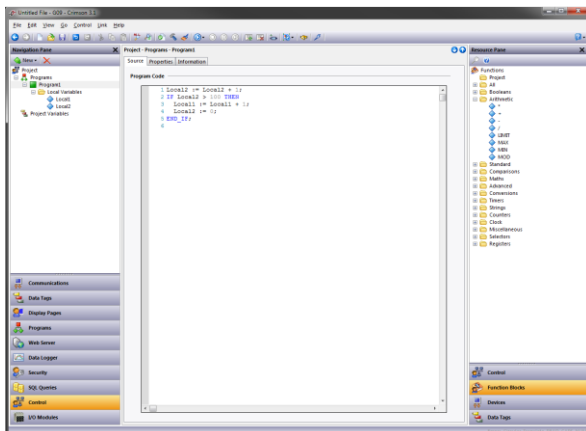 Untitled File - G09 - Crimson 3.1
File Edit View Go Control Link Help
Navigation Pane
New
Project
Programs
Program1
Local Variables
Local1
Local2
Project Variables
Communications
Data Tags
Display Pages
Programs
Web Server
Data Logger
Security
SQL Queries
Control
I/O Modules
Project - Programs - Program1
Source Properties Information
Program Code
1 Local2 := Local2 + 1;
2 IF Local2 > 100 THEN
3 Local1 := Local1 + 1;
4 Local2 := 0;
5 END_IF;
6
Resource Pane
Functions
Project
All
Booleans
Arithmetic
*
+
-
/
LIMIT
MAX
MIN
MOD
Standard
Comparisons
Maths
Advanced
Conversions
Timers
Strings
Counters
Clock
Miscellaneous
Selectors
Registers
Control
Function Blocks
Devices
Data Tags